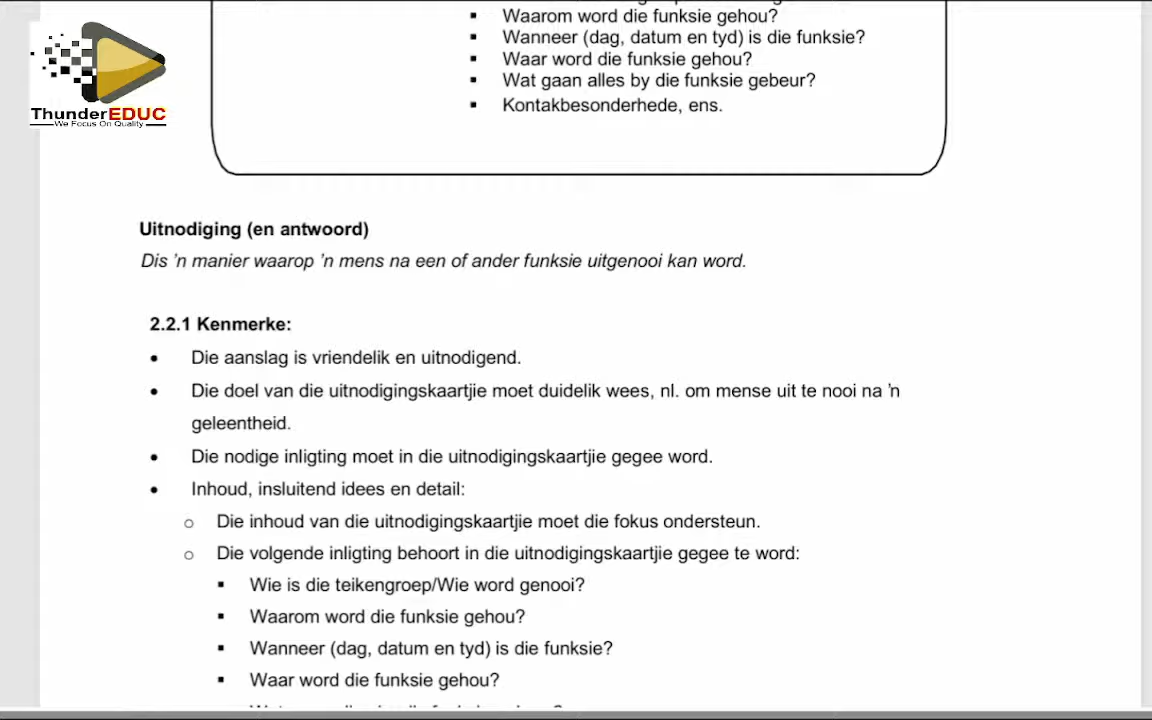 ▪ Waarom word die funksie gehou?
▪ Wanneer (dag, datum en tyd) is die funksie?
▪ Waar word die funksie gehou?
▪ Wat gaan alles by die funksie gebeur?
▪ Kontakbesonderhede, ens.
ThunderEDUC
We Focus On Quality
Uitnodiging (en antwoord)
Dis ’n manier waarop ’n mens na een of ander funksie uitgenooi kan word.
2.2.1 Kenmerke:
• Die aanslag is vriendelik en uitnodigend.
• Die doel van die uitnodigingskaartjie moet duidelik wees, nl. om mense uit te nooi na ’n
geleentheid.
• Die nodige inligting moet in die uitnodigingskaartjie gegee word.
• Inhoud, insluitend idees en detail:
o Die inhoud van die uitnodigingskaartjie moet die fokus ondersteun.
o Die volgende inligting behoort in die uitnodigingskaartjie gegee te word:
▪ Wie is die teikengroep/Wie word genooi?
▪ Waarom word die funksie gehou?
▪ Wanneer (dag, datum en tyd) is die funksie?
▪ Waar word die funksie gehou?